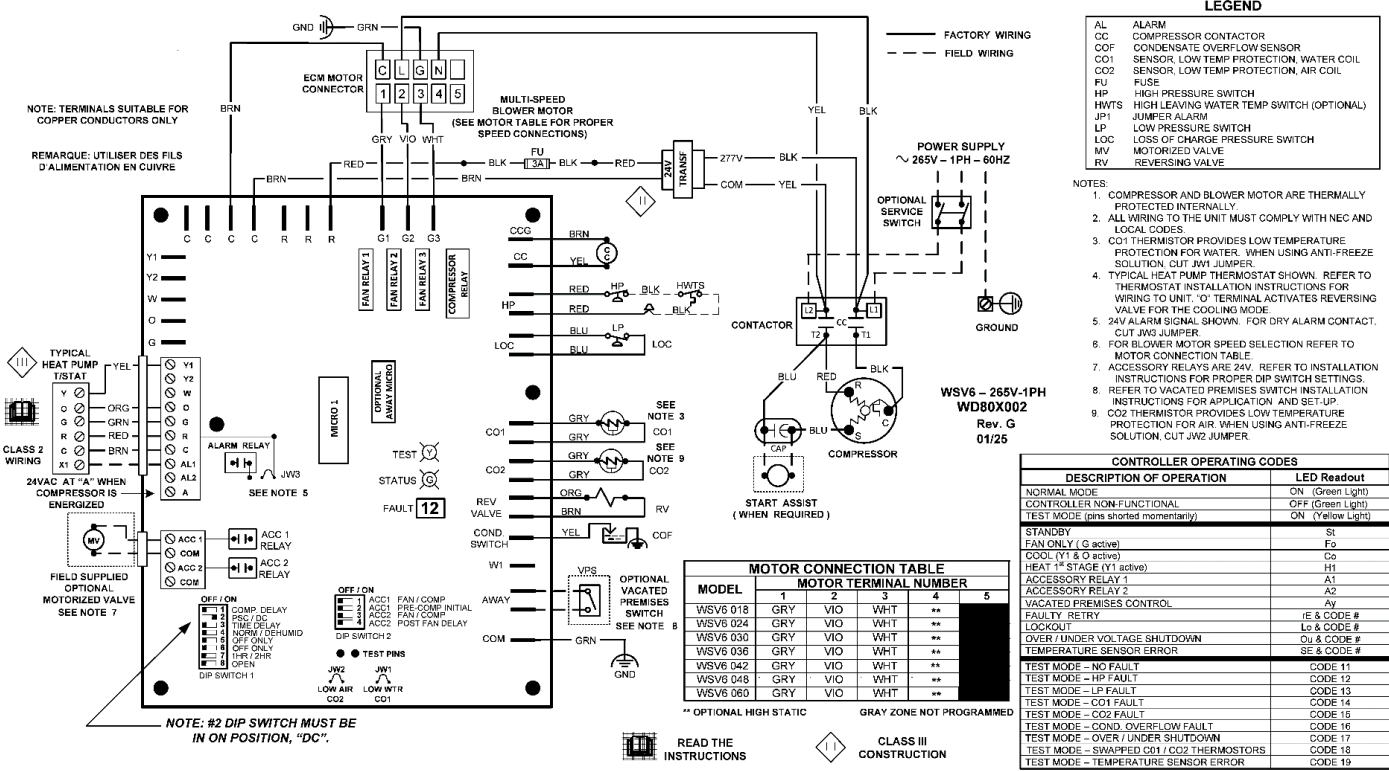 GND
GRN
ECM MOTOR
CONNECTOR
C L G N
1 2 3 4 5
MULTI-SPEED
BLOWER MOTOR
(SEE MOTOR TABLE FOR PROPER
SPEED CONNECTIONS)
NOTE: TERMINALS SUITABLE FOR
COPPER CONDUCTORS ONLY
REMARQUE: UTILISER DES FILS
D'ALIMENTATION EN CUIVRE
BRN
GRY VIO WHT
RED BLK FU 3A BLK RED
BRN BRN
24V TRANSF
277V BLK
COM YEL
II
YEL
BLK
FACTORY WIRING
FIELD WIRING
POWER SUPPLY
~ 265V – 1PH – 60HZ
OPTIONAL
SERVICE
SWITCH
GROUND
L2 CC L1
T2 T1
CONTACTOR
BLU RED BLK
R
S
C
BLU
CAP
COMPRESSOR
START ASSIST
( WHEN REQUIRED )
WSV6 – 265V-1PH
WD80X002
Rev. G
01/25
C C C C R R R G1 G2 G3
FAN RELAY 1
FAN RELAY 2
FAN RELAY 3
COMPRESSOR
RELAY
Y1
Y2
W
O
G
CCG BRN
CC YEL
CC
HP RED HP BLK HWTS
RED BLK
BLU LP
LOC BLU LOC
MICRO 1
OPTIONAL
AWAY MICRO
SEE
NOTE 3
GRY
CO1 GRY CO1
SEE
NOTE 9
GRY
CO2 GRY CO2
REV
VALVE
ORG
BRN
RV
COND.
SWITCH
YEL
COF
W1
AWAY
VPS
OPTIONAL
VACATED
PREMISES
SWITCH
SEE NOTE 8
COM
GRN
GND
TEST Y
STATUS G
FAULT 12
III
TYPICAL
HEAT PUMP
T/STAT
Y
O
G
R
C
X1
YEL
ORG
GRN
RED
BRN
Y1
Y2
W
O
G
R
C
AL1
AL2
A
CLASS 2
WIRING
24VAC AT "A" WHEN
COMPRESSOR IS
ENERGIZED
ALARM RELAY
JW3
SEE NOTE 5
MV
FIELD SUPPLIED
OPTIONAL
MOTORIZED VALVE
SEE NOTE 7
ACC 1
COM
ACC 2
COM
ACC 1
RELAY
ACC 2
RELAY
OFF / ON
1 COMP. DELAY
2 PSC / DC
3 TIME DELAY
4 NORM / DEHUMID
5 OFF ONLY
6 OFF ONLY
7 1HR / 2HR
8 OPEN
DIP SWITCH 1
OFF / ON
1 ACC1 FAN / COMP
2 ACC1 PRE-COMP INITIAL
3 ACC2 FAN / COMP
4 ACC2 POST FAN DELAY
DIP SWITCH 2
TEST PINS
JW2
LOW AIR
CO2
JW1
LOW WTR
CO1
NOTE: #2 DIP SWITCH MUST BE
IN ON POSITION, "DC".
MOTOR CONNECTION TABLE
MODEL MOTOR TERMINAL NUMBER
1 2 3 4 5
WSV6 018 GRY VIO WHT **
WSV6 024 GRY VIO WHT **
WSV6 030 GRY VIO WHT **
WSV6 036 GRY VIO WHT **
WSV6 042 GRY VIO WHT **
WSV6 048 GRY VIO WHT **
WSV6 060 GRY VIO WHT **
** OPTIONAL HIGH STATIC GRAY ZONE NOT PROGRAMMED
READ THE
INSTRUCTIONS
II
CLASS III
CONSTRUCTION
LEGEND
AL ALARM
CC COMPRESSOR CONTACTOR
COF CONDENSATE OVERFLOW SENSOR
CO1 SENSOR, LOW TEMP PROTECTION, WATER COIL
CO2 SENSOR, LOW TEMP PROTECTION, AIR COIL
FU FUSE
HP HIGH PRESSURE SWITCH
HWTS HIGH LEAVING WATER TEMP SWITCH (OPTIONAL)
JP1 JUMPER ALARM
LP LOW PRESSURE SWITCH
LOC LOSS OF CHARGE PRESSURE SWITCH
MV MOTORIZED VALVE
RV REVERSING VALVE
NOTES:
1. COMPRESSOR AND BLOWER MOTOR ARE THERMALLY
PROTECTED INTERNALLY.
2. ALL WIRING TO THE UNIT MUST COMPLY WITH NEC AND
LOCAL CODES.
3. CO1 THERMISTOR PROVIDES LOW TEMPERATURE
PROTECTION FOR WATER. WHEN USING ANTI-FREEZE
SOLUTION, CUT JW1 JUMPER.
4. TYPICAL HEAT PUMP THERMOSTAT SHOWN. REFER TO
THERMOSTAT INSTALLATION INSTRUCTIONS FOR
WIRING TO UNIT. "O" TERMINAL ACTIVATES REVERSING
VALVE FOR THE COOLING MODE.
5. 24V ALARM SIGNAL SHOWN. FOR DRY ALARM CONTACT,
CUT JW3 JUMPER.
6. FOR BLOWER MOTOR SPEED SELECTION REFER TO
MOTOR CONNECTION TABLE.
7. ACCESSORY RELAYS ARE 24V. REFER TO INSTALLATION
INSTRUCTIONS FOR PROPER DIP SWITCH SETTINGS.
8. REFER TO VACATED PREMISES SWITCH INSTALLATION
INSTRUCTIONS FOR APPLICATION AND SET-UP.
9. CO2 THERMISTOR PROVIDES LOW TEMPERATURE
PROTECTION FOR AIR. WHEN USING ANTI-FREEZE
SOLUTION, CUT JW2 JUMPER.
CONTROLLER OPERATING CODES
DESCRIPTION OF OPERATION LED Readout
NORMAL MODE ON (Green Light)
CONTROLLER NON-FUNCTIONAL OFF (Green Light)
TEST MODE (pins shorted momentarily) ON (Yellow Light)
STANDBY St
FAN ONLY ( G active) Fo
COOL (Y1 & O active) Co
HEAT 1st STAGE (Y1 active) H1
ACCESSORY RELAY 1 A1
ACCESSORY RELAY 2 A2
VACATED PREMISES CONTROL Ay
FAULTY RETRY rE & CODE #
LOCKOUT Lo & CODE #
OVER / UNDER VOLTAGE SHUTDOWN Ou & CODE #
TEMPERATURE SENSOR ERROR SE & CODE #
TEST MODE – NO FAULT CODE 11
TEST MODE – HP FAULT CODE 12
TEST MODE – LP FAULT CODE 13
TEST MODE – CO1 FAULT CODE 14
TEST MODE – CO2 FAULT CODE 15
TEST MODE – COND. OVERFLOW FAULT CODE 16
TEST MODE – OVER / UNDER SHUTDOWN CODE 17
TEST MODE – SWAPPED C01 / CO2 THERMOSTORS CODE 18
TEST MODE – TEMPERATURE SENSOR ERROR CODE 19